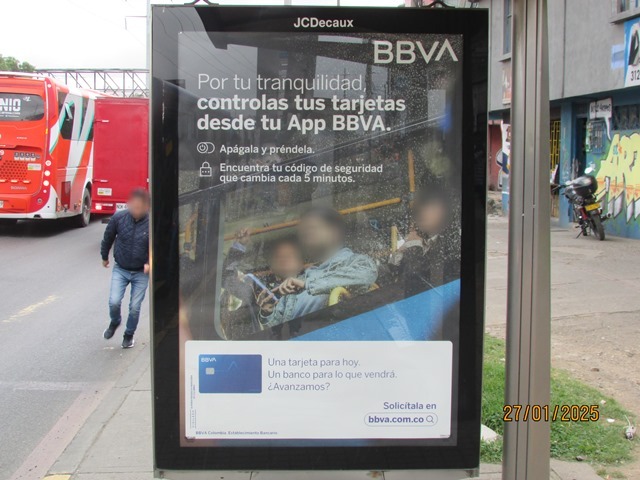 JCDecaux
BBVA
Por tu tranquilidad,
controlas tus tarjetas
desde tu App BBVA.
Apágala y préndela.
Encuentra tu código de seguridad
que cambia cada 5 minutos.
BBVA
Una tarjeta para hoy.
Un banco para lo que vendrá.
¿Avanzamos?
Solicítala en
bbva.com.co
BBVA Colombia. Establecimiento Bancario.
27/01/2025
312